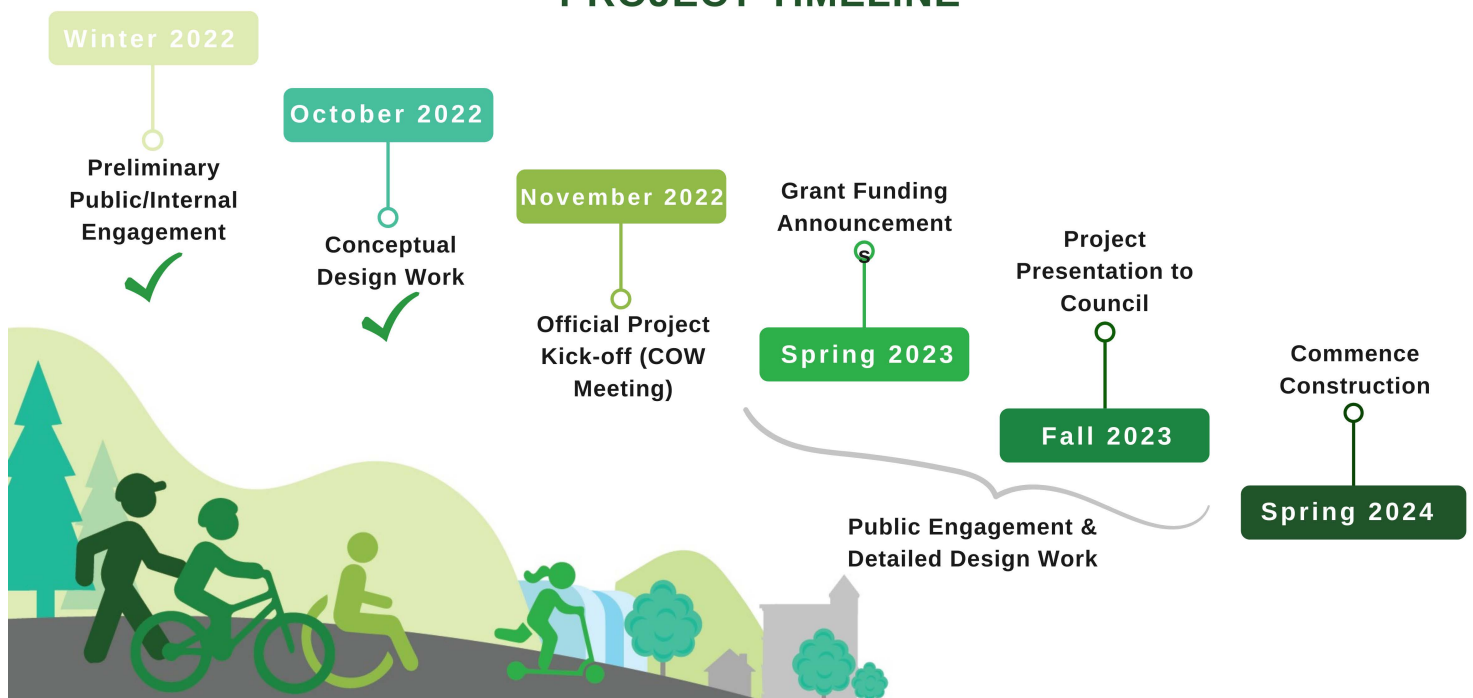 PROJECT TIMELINE
Winter 2022
Preliminary
Public/Internal
Engagement
October 2022
Conceptual
Design Work
November 2022
Official Project
Kick-off (COW
Meeting)
Grant Funding
Announcement
s
Spring 2023
Project
Presentation to
Council
Fall 2023
Commence
Construction
Spring 2024
Public Engagement &
Detailed Design Work